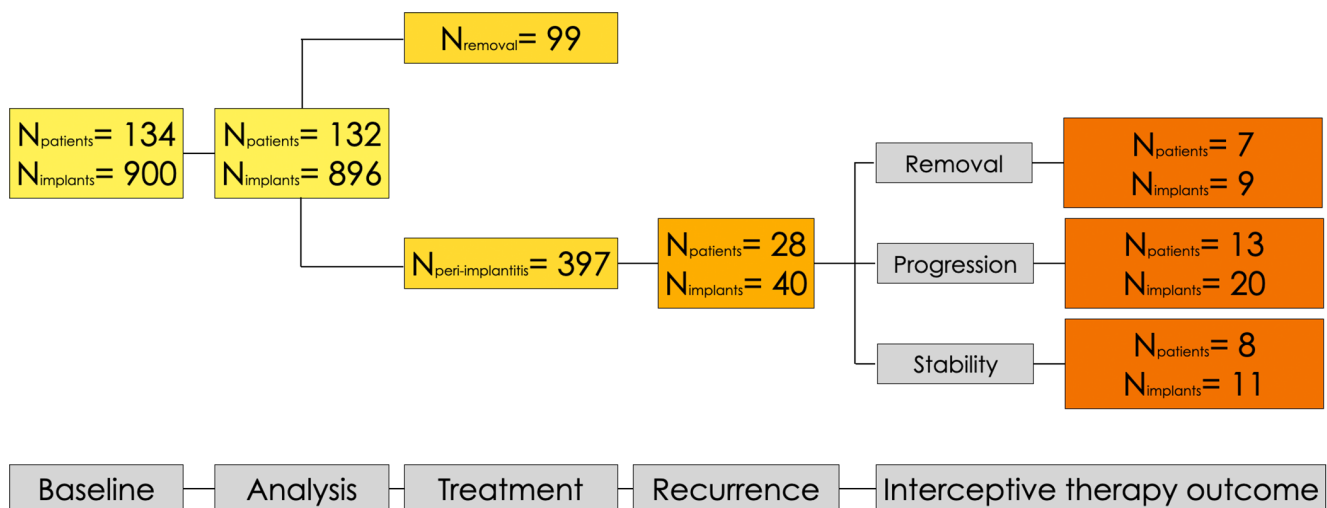 Nremoval= 99
Npatients= 134
Nimplants= 900
Npatients= 132
Nimplants= 896
Nperi-implantitis= 397
Npatients= 28
Nimplants= 40
Removal
Npatients= 7
Nimplants= 9
Progression
Npatients= 13
Nimplants= 20
Stability
Npatients= 8
Nimplants= 11
Baseline
Analysis
Treatment
Recurrence
Interceptive therapy outcome